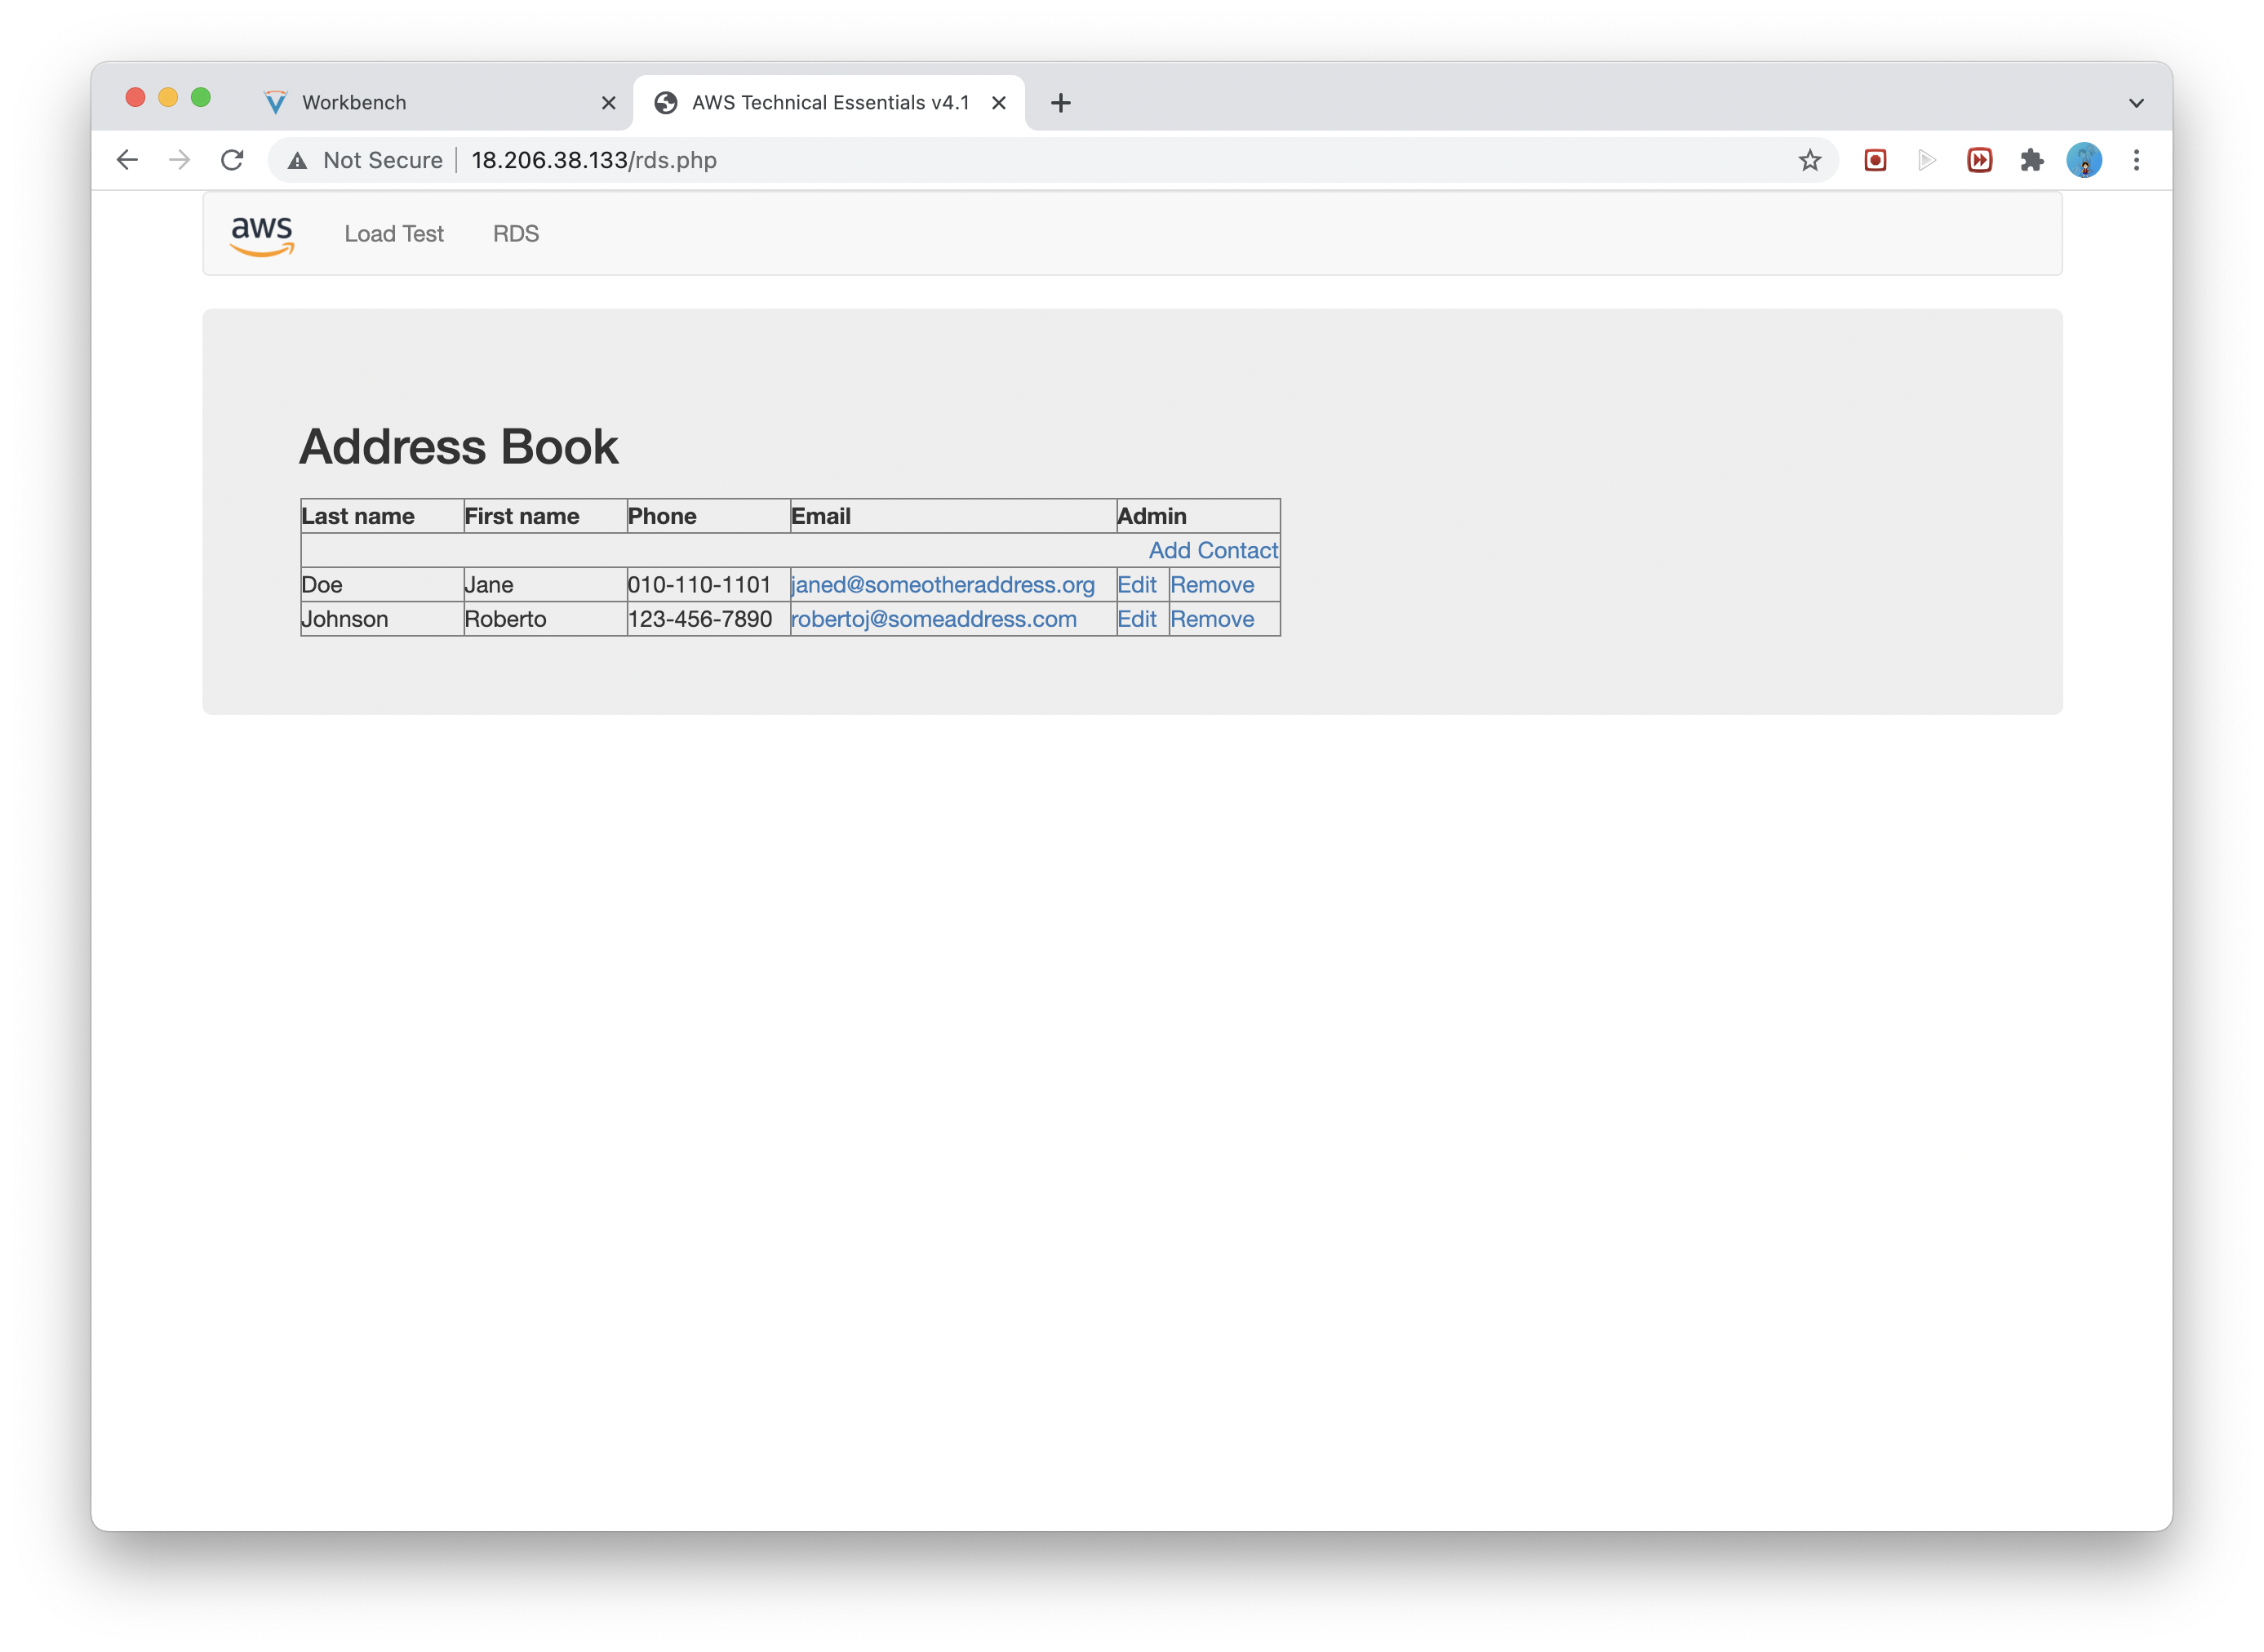 Workbench
AWS Technical Essentials v4.1
Not Secure 18.206.38.133/rds.php
aws Load Test RDS
Address Book
Last name First name Phone Email Admin
Add Contact
Doe Jane 010-110-1101 janed@someotheraddress.org Edit Remove
Johnson Roberto 123-456-7890 robertoj@someaddress.com Edit Remove